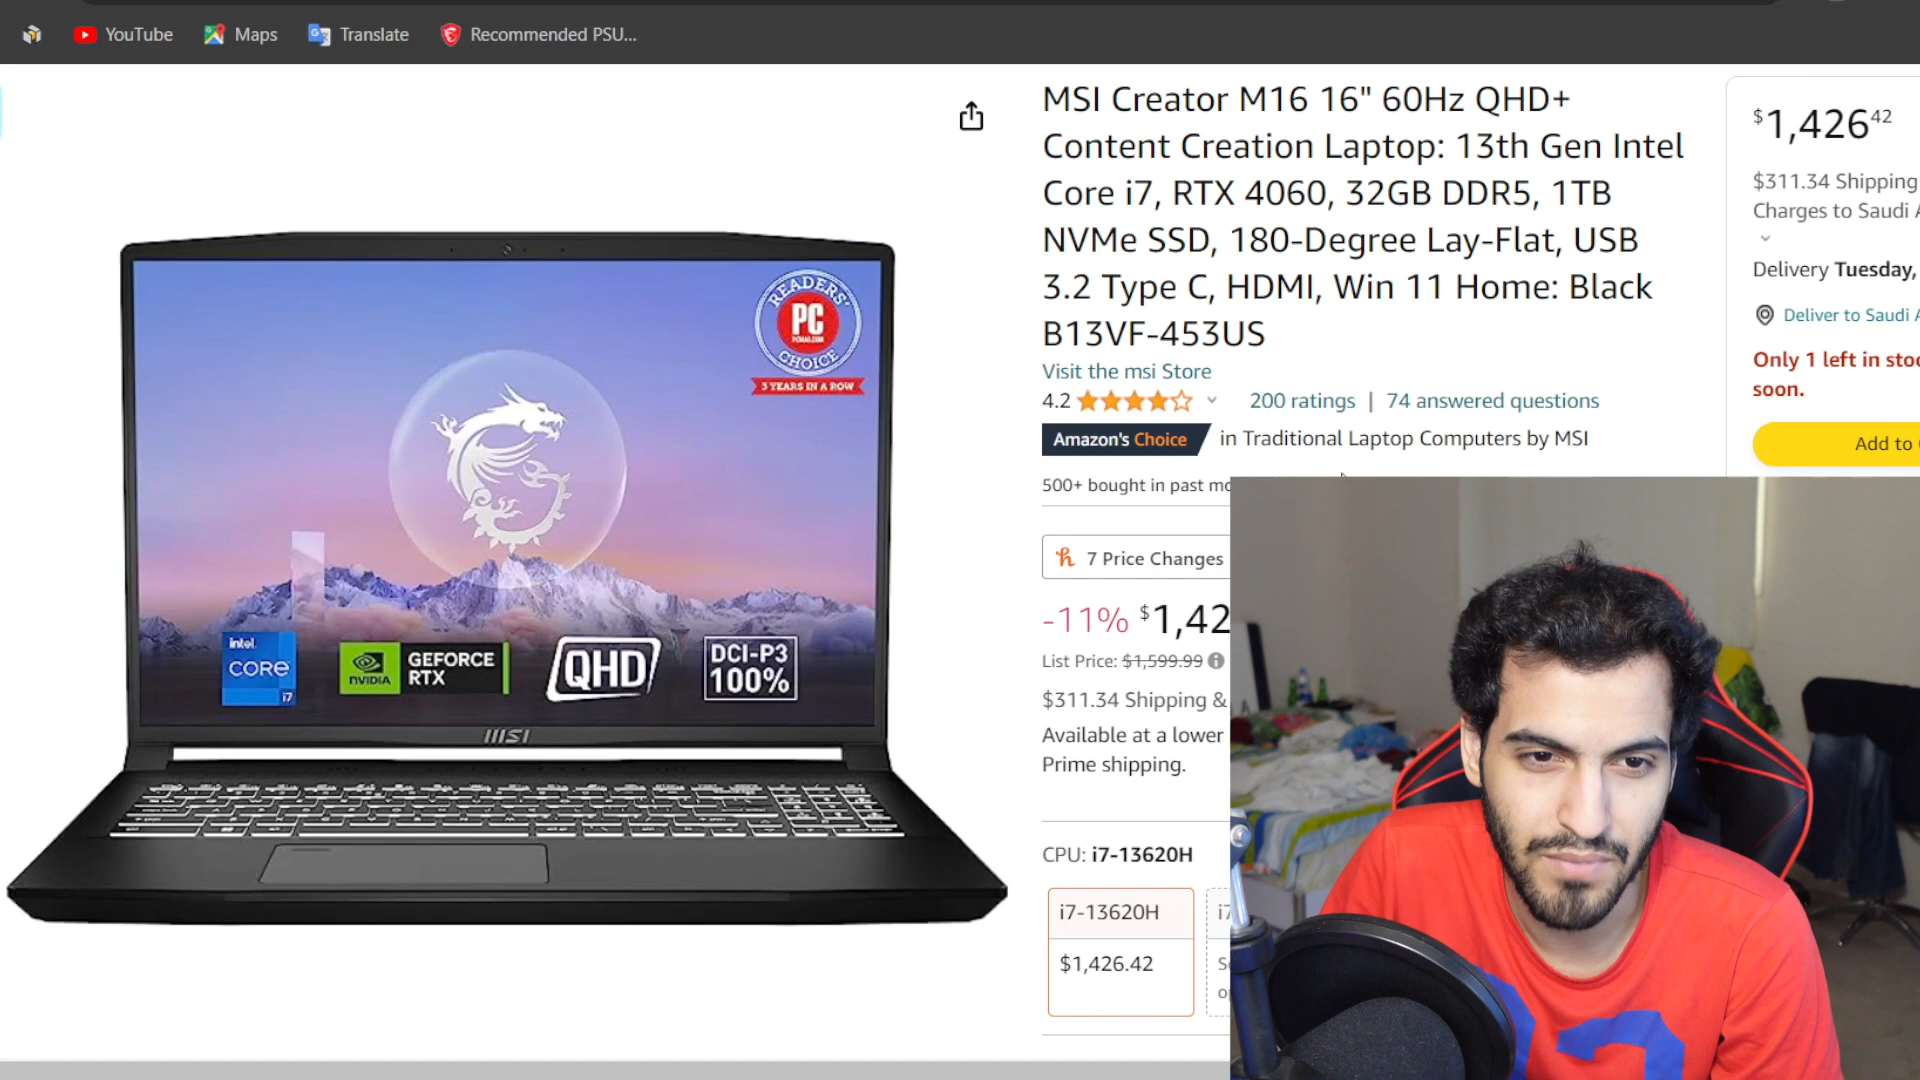 YouTube
Maps
Translate
Recommended PSU...
MSI Creator M16 16" 60Hz QHD+
Content Creation Laptop: 13th Gen Intel
Core i7, RTX 4060, 32GB DDR5, 1TB
NVMe SSD, 180-Degree Lay-Flat, USB
3.2 Type C, HDMI, Win 11 Home: Black
B13VF-453US
Visit the msi Store
4.2
200 ratings | 74 answered questions
Amazon's Choice in Traditional Laptop Computers by MSI
500+ bought in past mo
7 Price Changes
-11% $1,42
List Price: $1,599.99
$311.34 Shipping &
Available at a lower
Prime shipping.
CPU: i7-13620H
i7-13620H
$1,426.42
i7
$1,42642
$311.34 Shipping
Charges to Saudi A
Delivery Tuesday,
Deliver to Saudi A
Only 1 left in stoc
soon.
Add to
READERS'
PC
PCMAG.COM
CHOICE
3 YEARS IN A ROW
intel
CORE
i7
NVIDIA
GEFORCE
RTX
QHD
DCI-P3
100%
msi